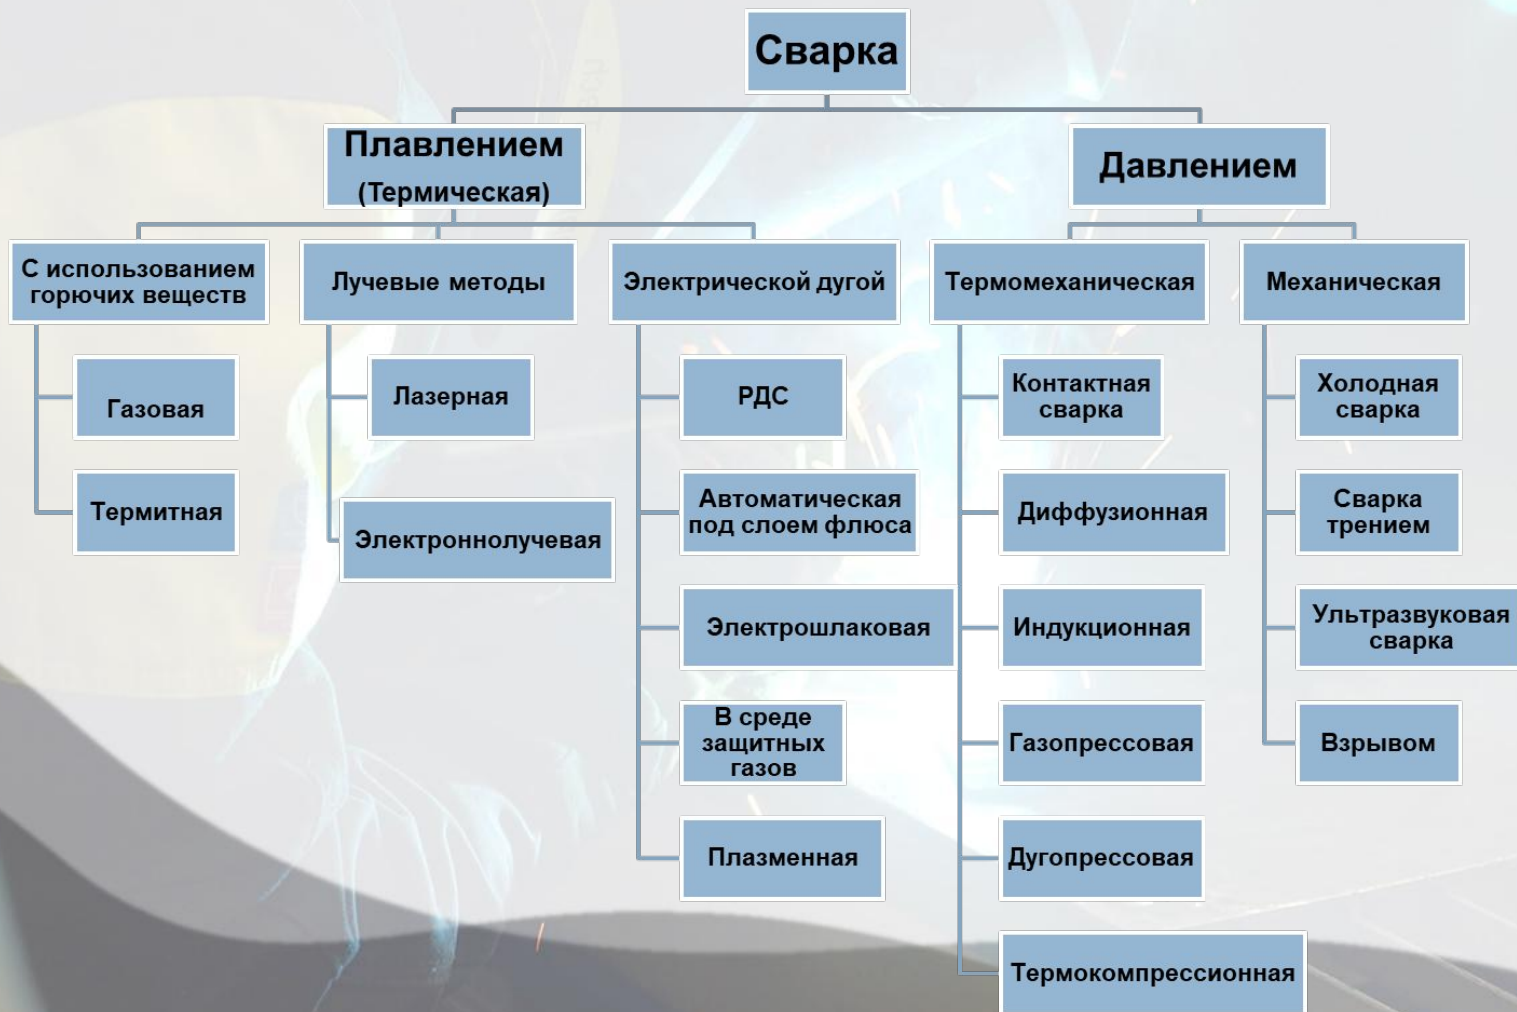 Сварка
Плавлением
(Термическая)
Давлением
С использованием
горючих веществ
Лучевые методы
Электрической дугой
Термомеханическая
Механическая
Газовая
Термитная
Лазерная
Электроннолучевая
РДС
Автоматическая
под слоем флюса
Электрошлаковая
В среде
защитных
газов
Плазменная
Контактная
сварка
Диффузионная
Индукционная
Газопрессовая
Дугопрессовая
Термокомпрессионная
Холодная
сварка
Сварка
трением
Ультразвуковая
сварка
Взрывом